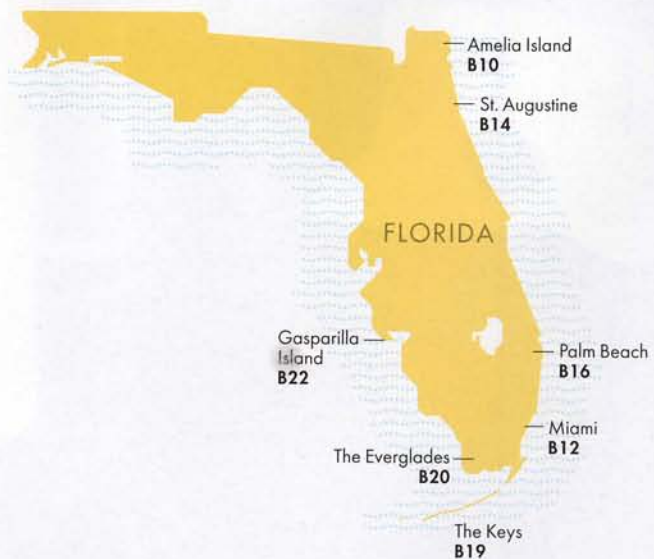 Amelia Island
B10
St. Augustine
B14
FLORIDA
Gasparilla
Island
B22
Palm Beach
B16
Miami
B12
The Everglades
B20
The Keys
B19